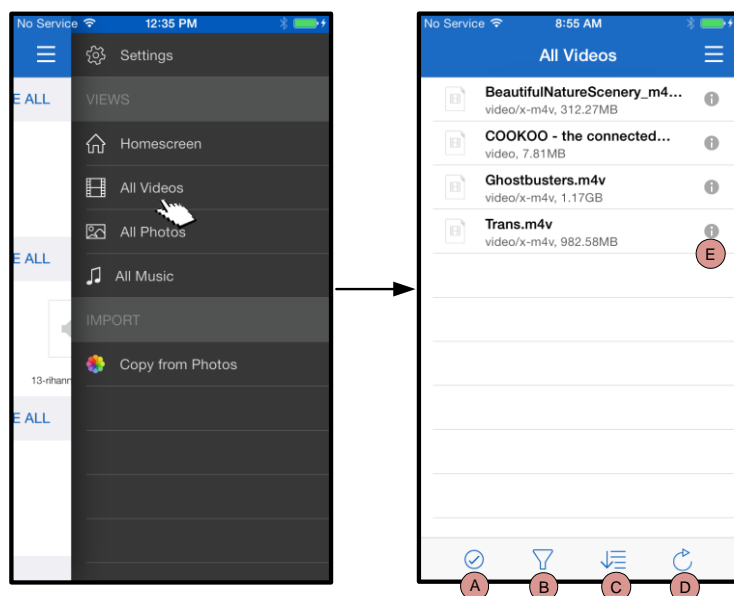 No Service 12:35 PM
Settings
E ALL
VIEWS
Homescreen
All Videos
All Photos
E ALL
All Music
IMPORT
Copy from Photos
13-rihanr
E ALL
No Service 8:55 AM
All Videos
BeautifulNatureScenery_m4...
video/x-m4v, 312.27MB
COOKOO - the connected...
video, 7.81MB
Ghostbusters.m4v
video/x-m4v, 1.17GB
Trans.m4v
video/x-m4v, 982.58MB
E
A B C D